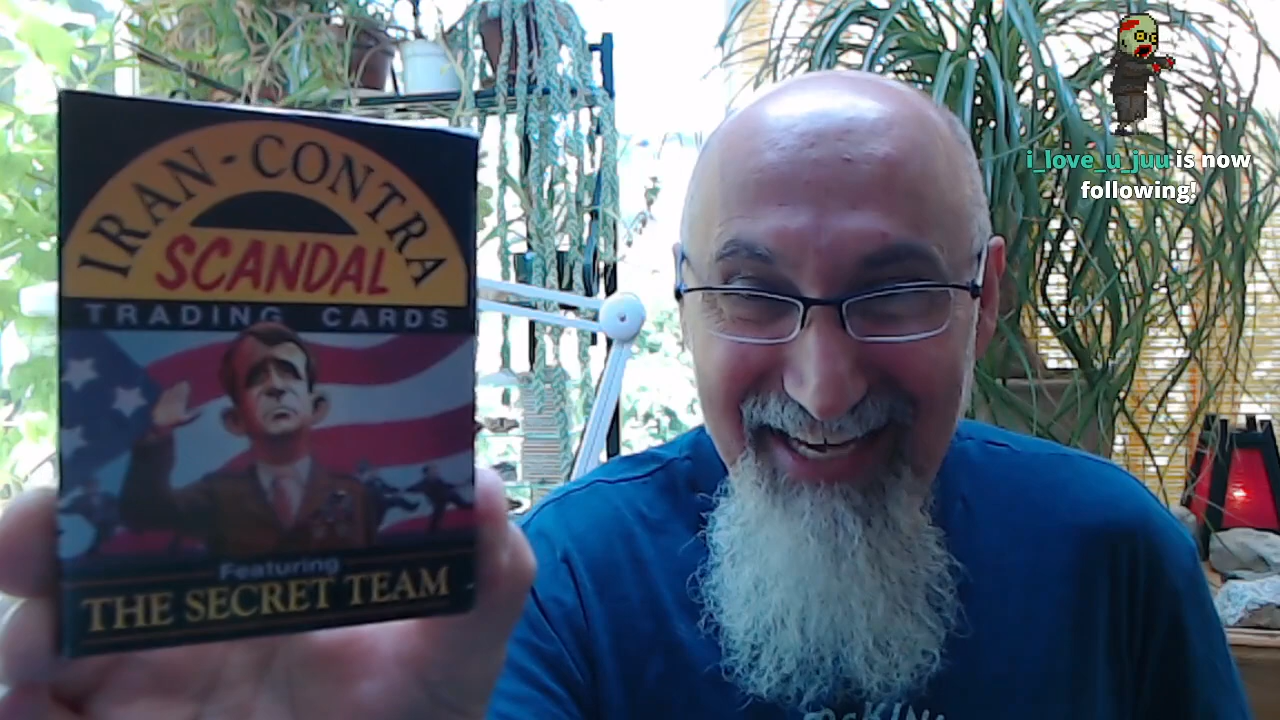 IRAN-CONTRA
SCANDAL
TRADING CARDS
Featuring
THE SECRET TEAM
i_love_u_juu is now
following!